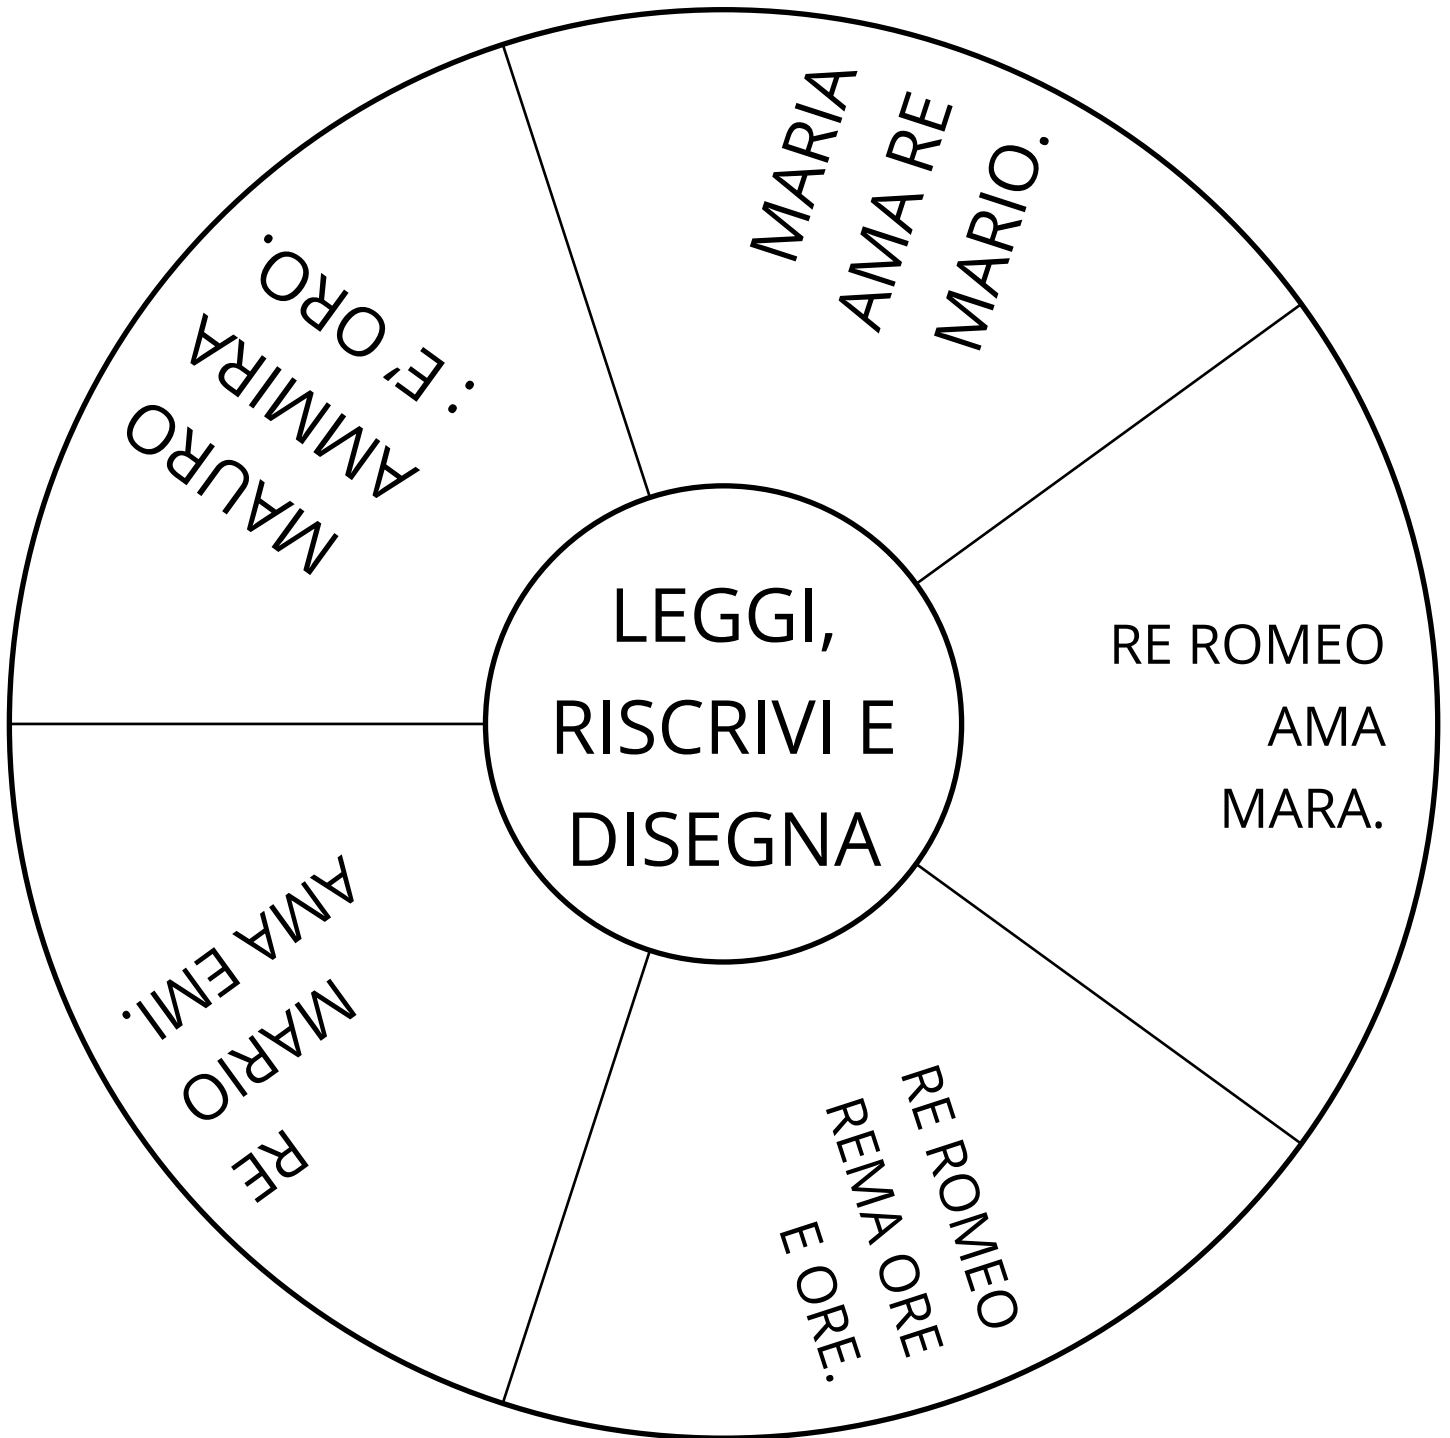 LEGGI,
RISCRIVI E
DISEGNA
MARIA
AMA RE
MARIO.
RE ROMEO
AMA
MARA.
RE ROMEO
REMA ORE
E ORE.
RE
MARIO
AMA EMI.
MAURO
AMMIRA
: E’ ORO.